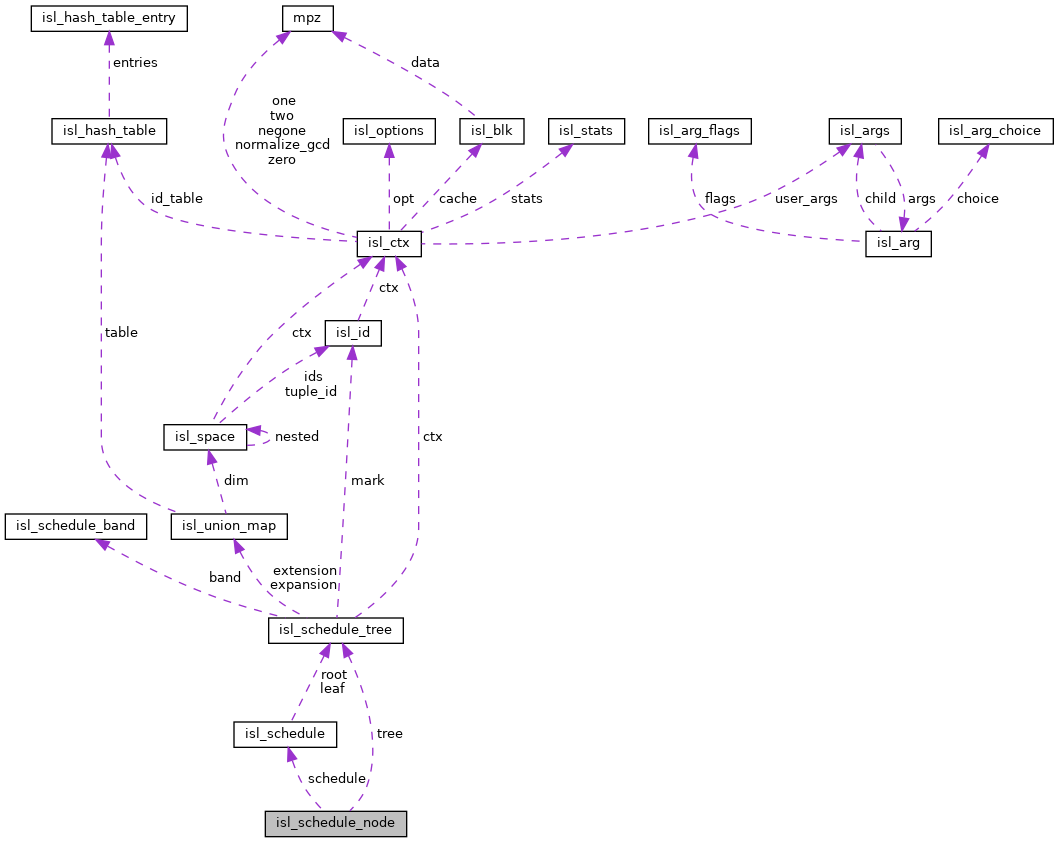 isl_hash_table_entry
mpz
entries
data
one
two
negone
normalize_gcd
zero
isl_hash_table
isl_options
isl_blk
isl_stats
isl_arg_flags
isl_args
isl_arg_choice
id_table
opt
cache
stats
flags
user_args
child
args
choice
isl_ctx
isl_arg
ctx
table
ctx
isl_id
ids
tuple_id
isl_space
nested
ctx
dim
mark
isl_schedule_band
isl_union_map
band
extension
expansion
isl_schedule_tree
root
leaf
isl_schedule
tree
schedule
isl_schedule_node